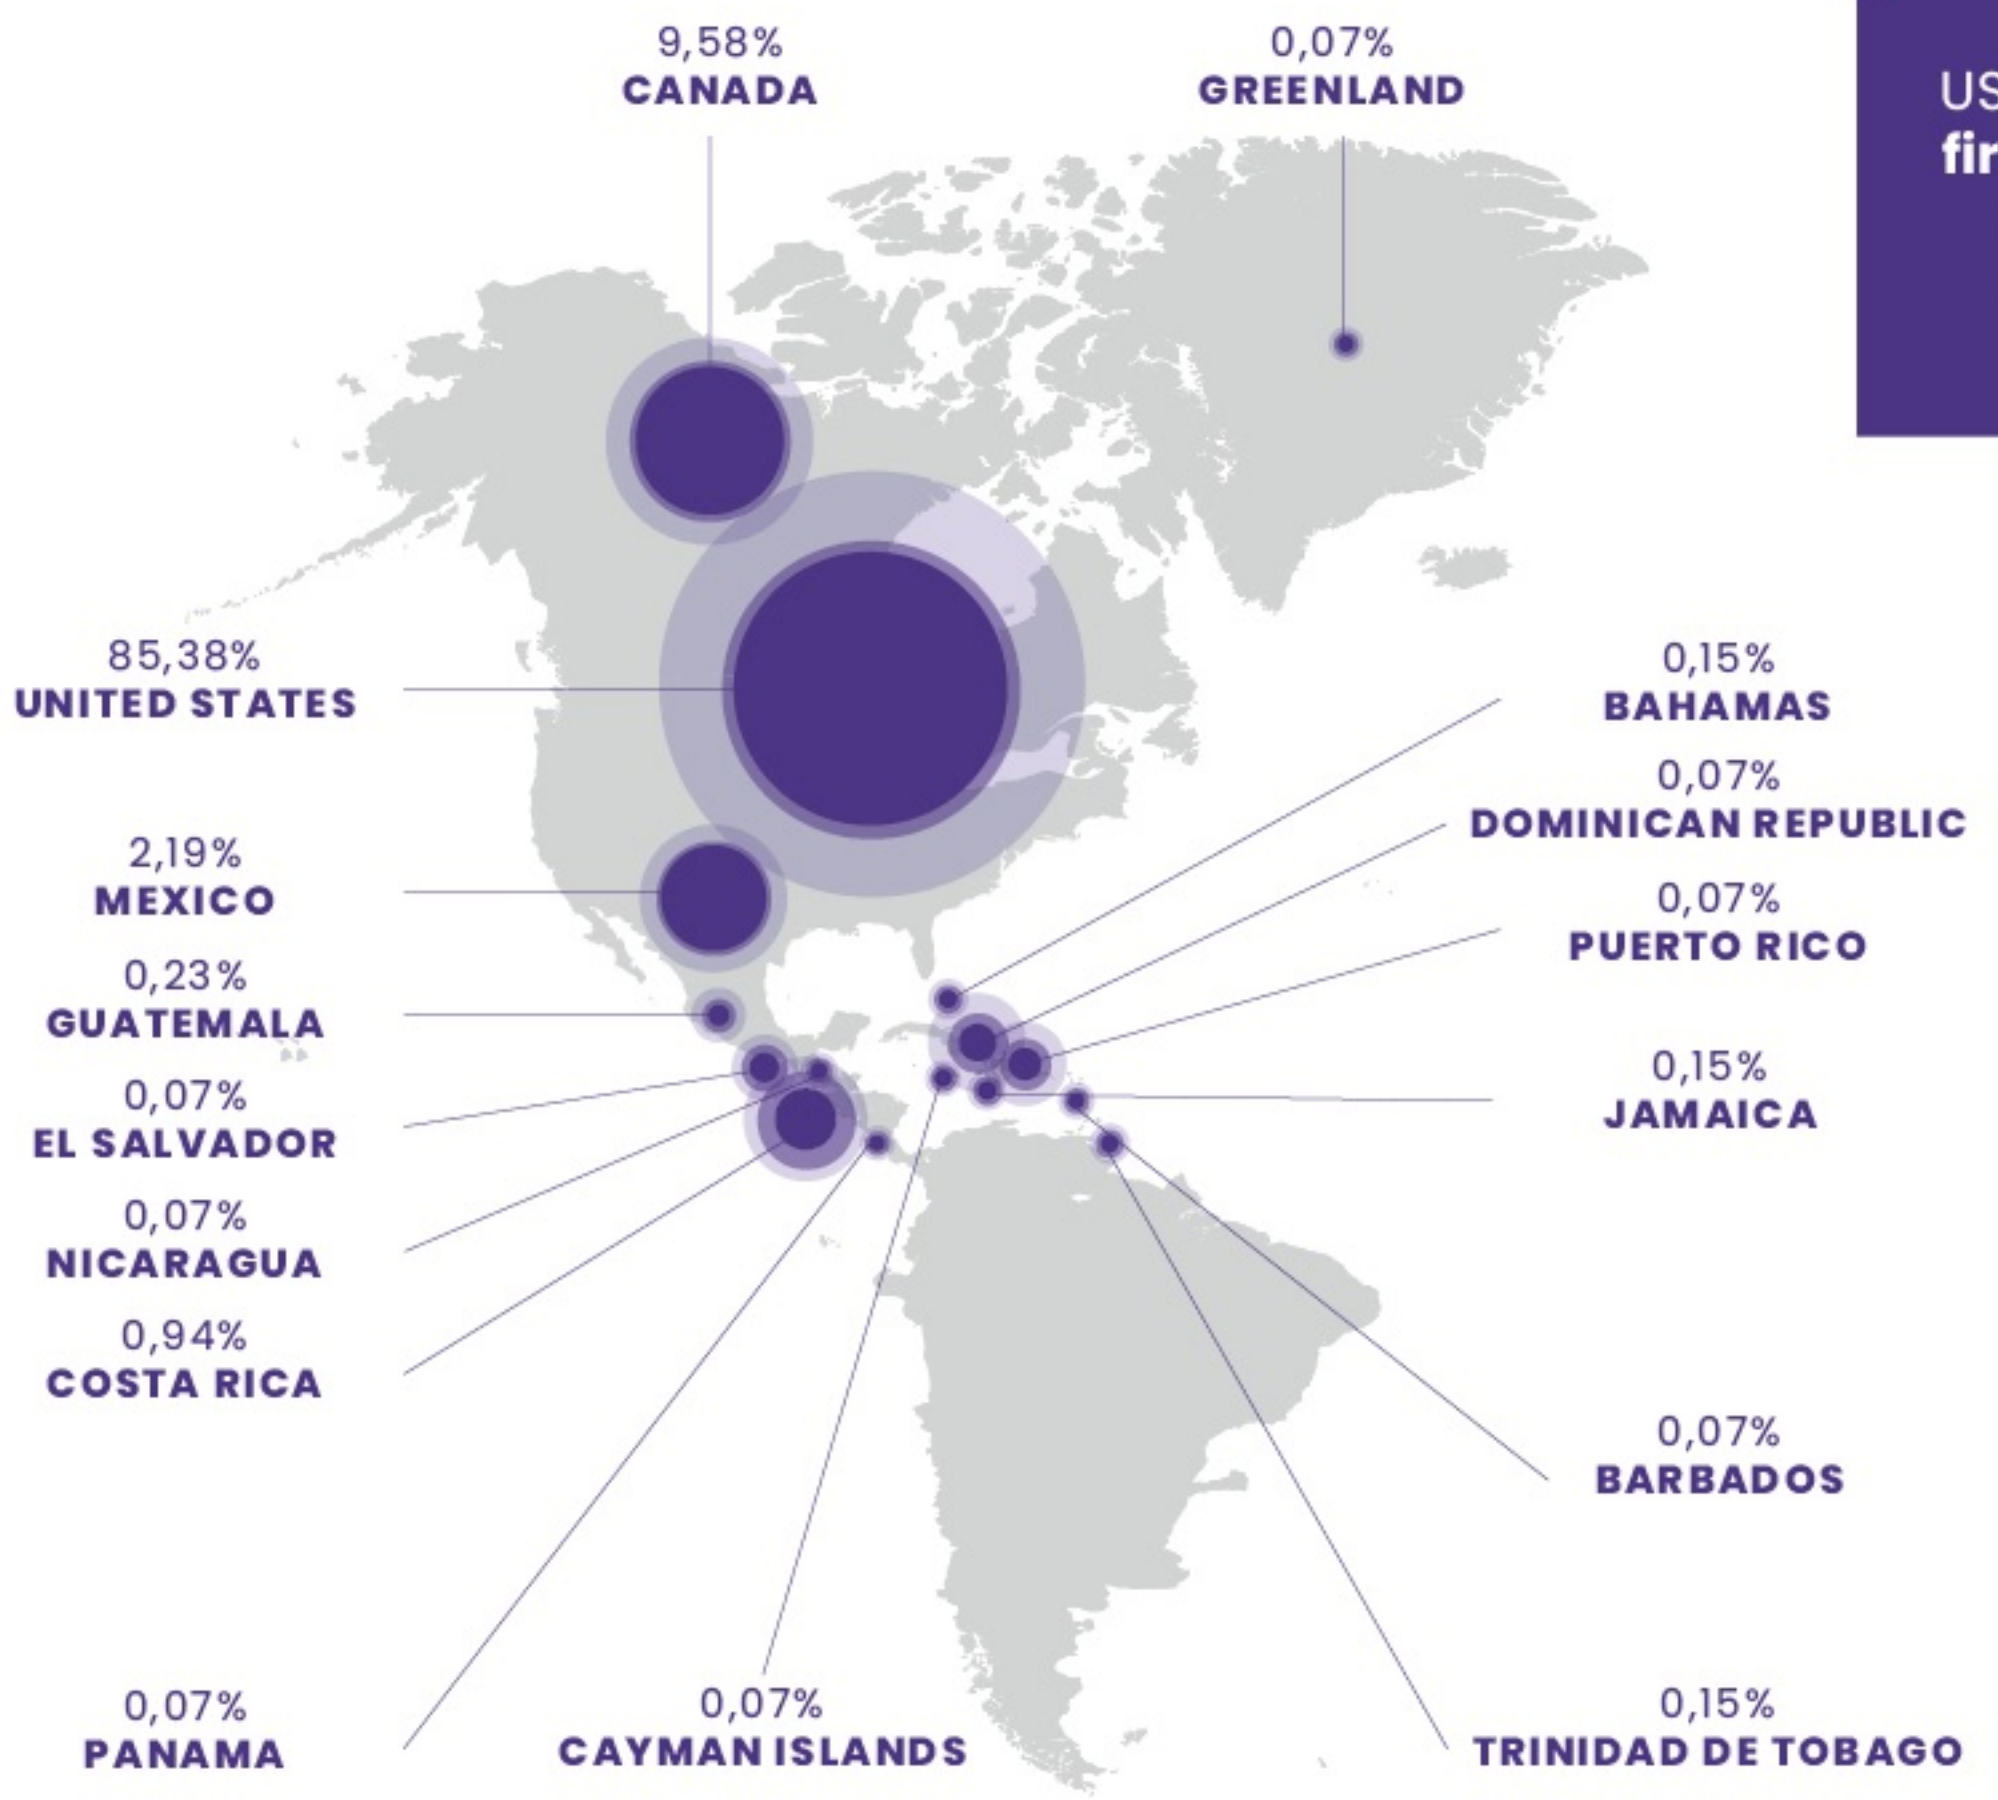 9,58%
CANADA
0,07%
GREENLAND
US
fir
85,38%
UNITED STATES
2,19%
MEXICO
0,23%
GUATEMALA
0,07%
EL SALVADOR
0,07%
NICARAGUA
0,94%
COSTA RICA
0,07%
PANAMA
0,07%
CAYMAN ISLANDS
0,15%
BAHAMAS
0,07%
DOMINICAN REPUBLIC
0,07%
PUERTO RICO
0,15%
JAMAICA
0,07%
BARBADOS
0,15%
TRINIDAD DE TOBAGO